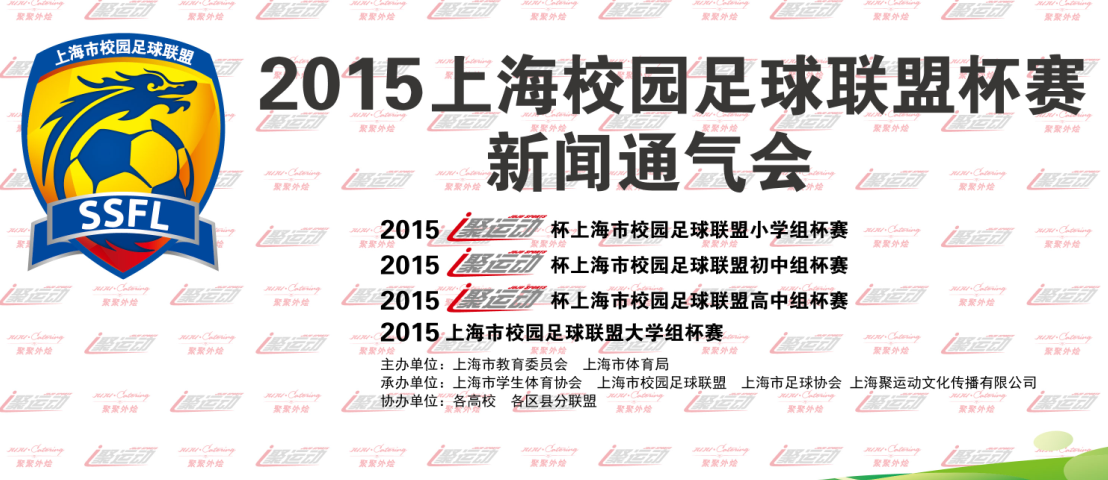 上海市校园足球联盟
SSFL
2015上海校园足球联盟杯赛
新闻通气会
2015 聚运动 杯上海市校园足球联盟小学组杯赛
2015 聚运动 杯上海市校园足球联盟初中组杯赛
2015 聚运动 杯上海市校园足球联盟高中组杯赛
2015上海市校园足球联盟大学组杯赛
主办单位：上海市教育委员会 上海市体育局
承办单位：上海市学生体育协会 上海市校园足球联盟 上海市足球协会 上海聚运动文化传播有限公司
协办单位：各高校 各区县分联盟